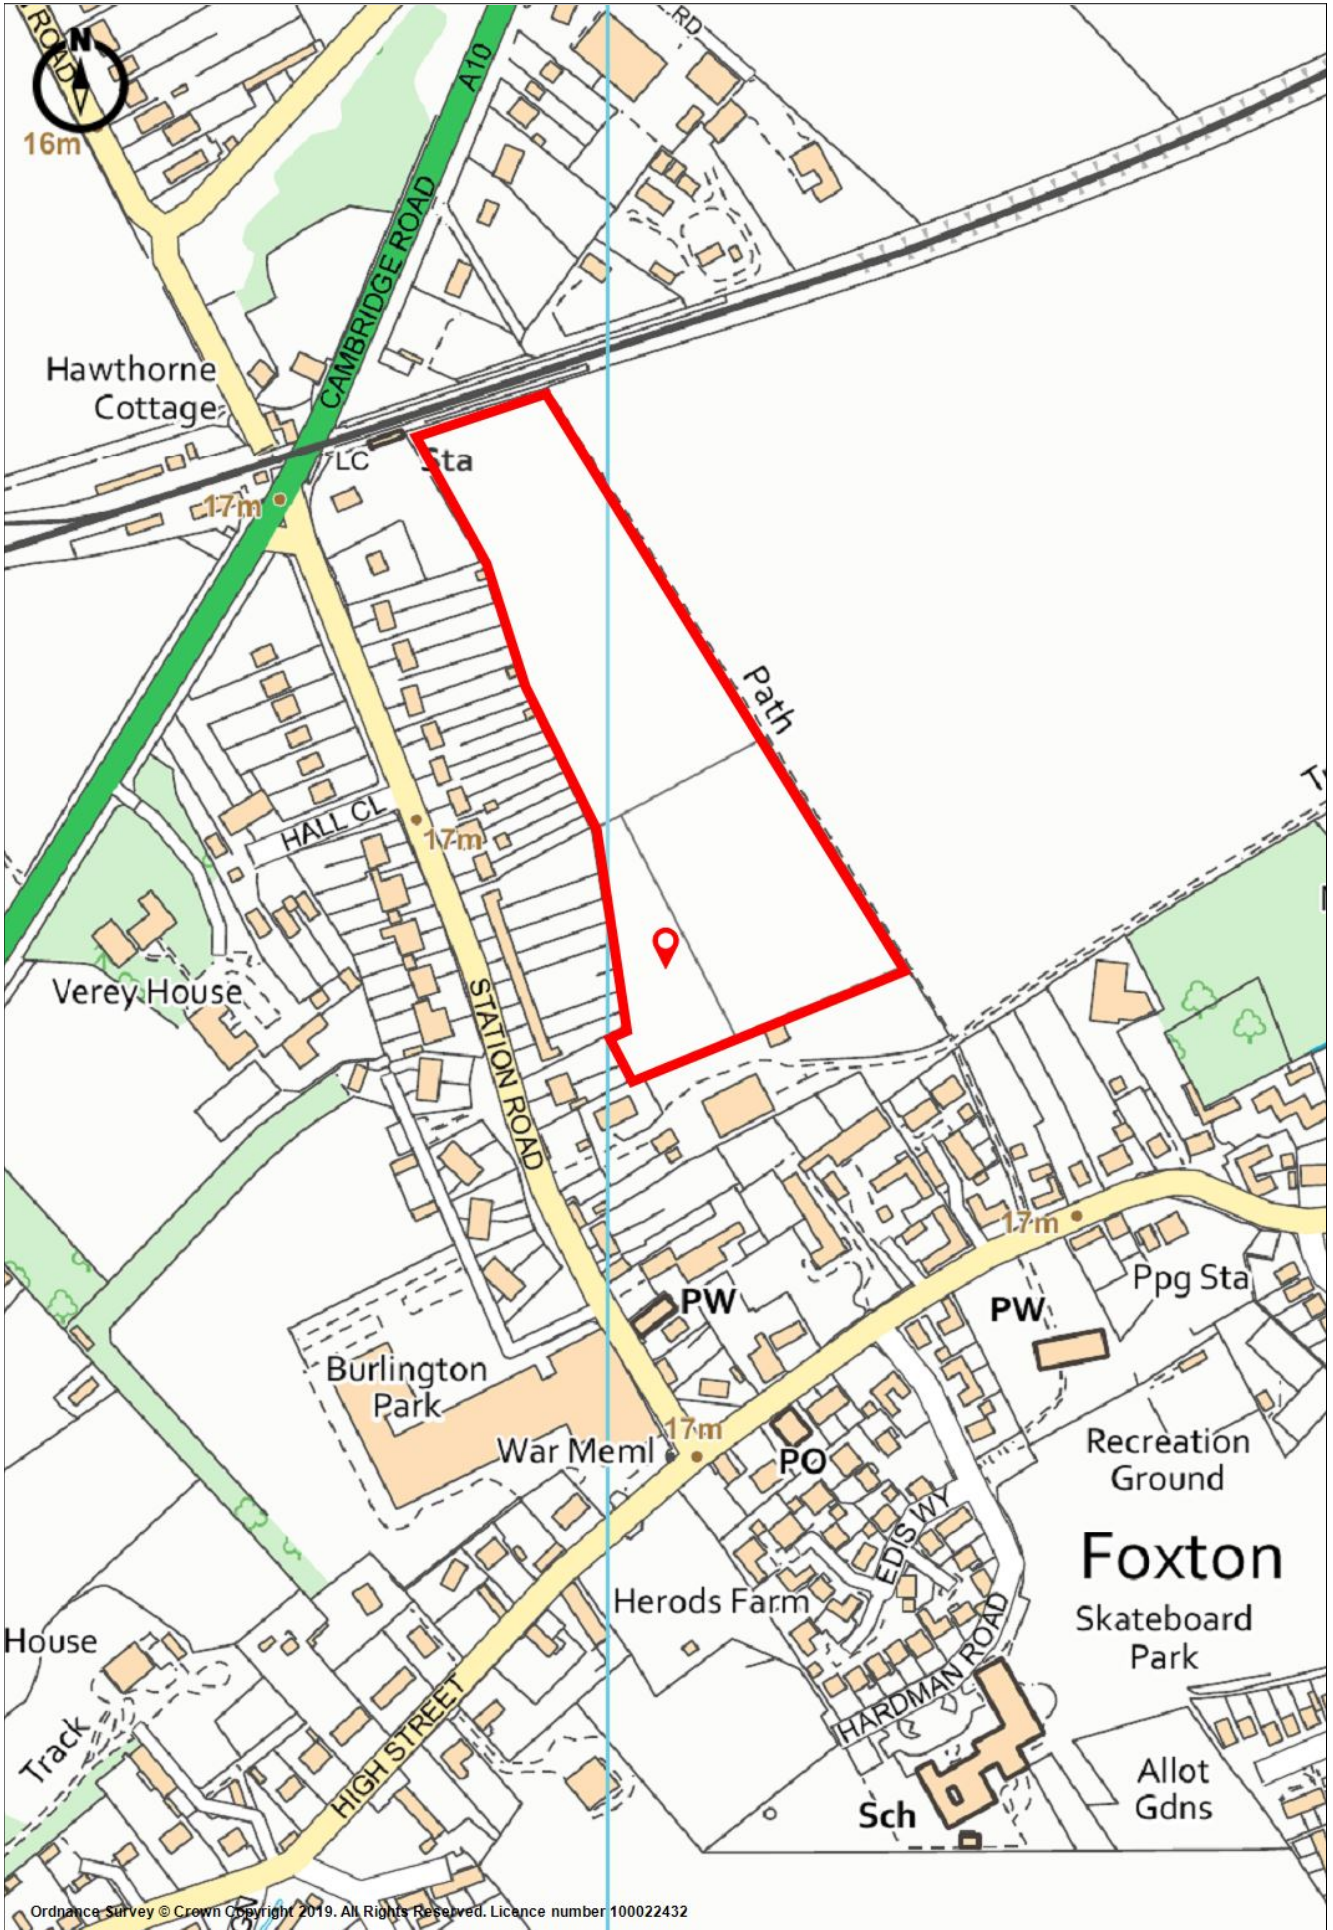 ROAD
N
16m
A10
RD
CAMBRIDGE ROAD
Hawthorne
Cottage
LC
Sta
17m
Path
HALL CL
17m
Verey House
STATION ROAD
PW
17m
Ppg Sta
PW
Burlington
Park
17m
War Meml
PO
Recreation
Ground
EDIS WY
Foxton
Herods Farm
Skateboard
Park
House
HARDMAN ROAD
Track
HIGH STREET
Allot
Gdns
Sch
Ordnance Survey © Crown Copyright 2019. All Rights Reserved. Licence number 100022432